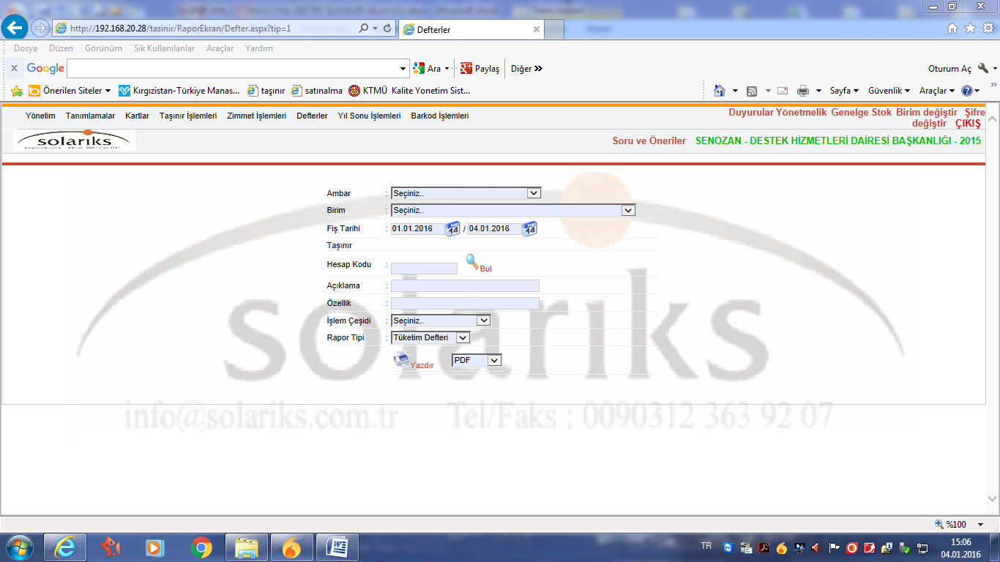 http://192.168.20.28/tasinir/RaporEkran/Defter.aspx?tip=1
Defterler
Dosya Düzen Görünüm Sık Kullanılanlar Araçlar Yardım
x Google Ara Paylaş Diğer » Oturum Aç
Önerilen Siteler Kırgızistan-Türkiye Manas... taşınır satınalma KTMÜ Kalite Yonetim Sist... Sayfa Güvenlik Araçlar
Yönetim Tanımlamalar Kartlar Taşınır İşlemleri Zimmet İşlemleri Defterler Yıl Sonu İşlemleri Barkod İşlemleri
Duyurular Yönetmelik Genelge Stok Birim değiştir Şifre
değiştir ÇIKIŞ
solarıks
Soru ve Öneriler SENOZAN - DESTEK HİZMETLERİ DAİRESİ BAŞKANLIĞI - 2015
Ambar : Seçiniz..
Birim : Seçiniz..
Fiş Tarihi : 01.01.2016 / 04.01.2016
Taşınır
Hesap Kodu : Bul
Açıklama :
Özellik :
İşlem Çeşidi : Seçiniz..
Rapor Tipi : Tüketim Defteri
Yazdır PDF
solarıks
info@solariks.com.tr Tel/Faks : 0090312 363 92 07
%100
TR 15:06
04.01.2016